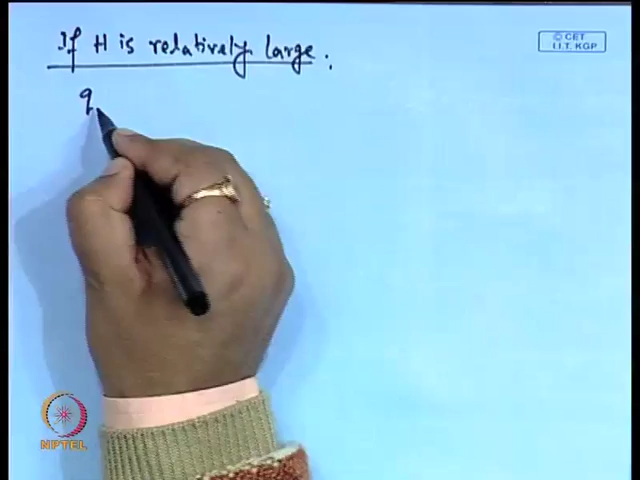 If H is relatively large :
q
© CET
I.I.T. KGP
NPTEL